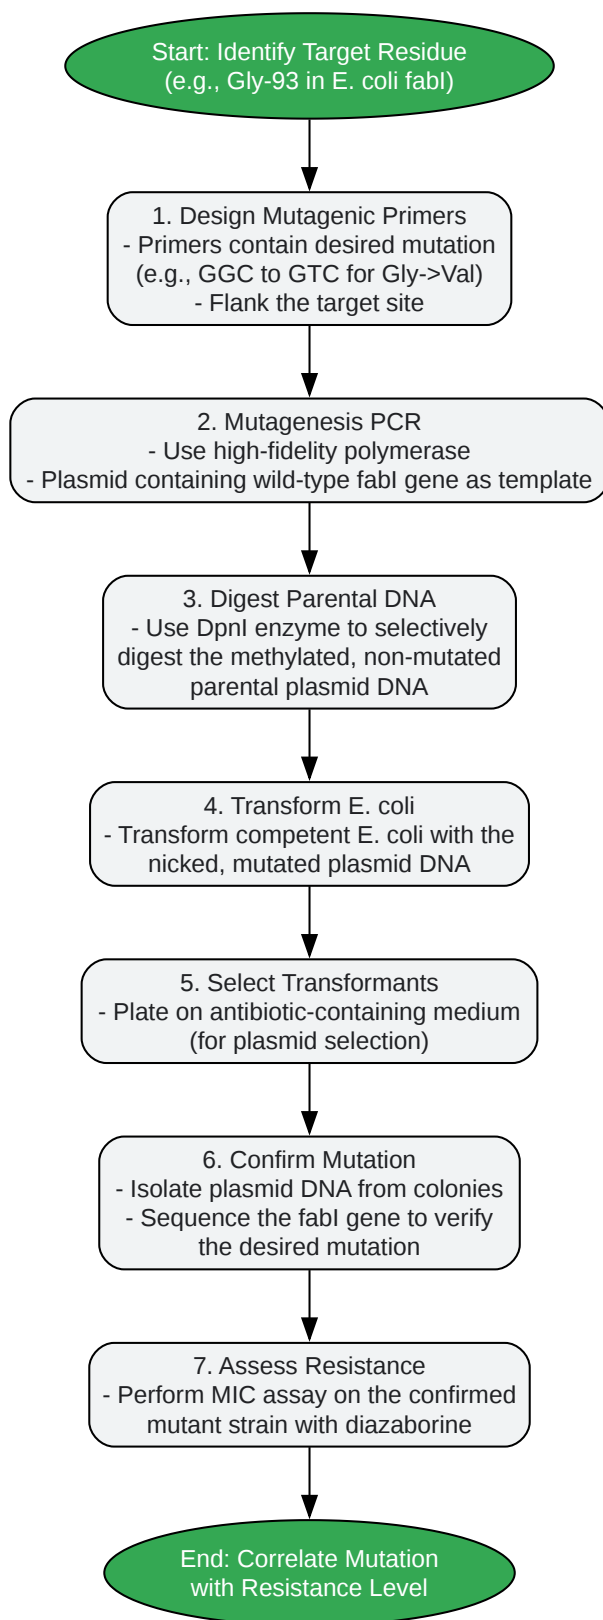 Start: Identify Target Residue
(e.g., Gly-93 in E. coli fabI)
1. Design Mutagenic Primers
- Primers contain desired mutation
(e.g., GGC to GTC for Gly->Val)
- Flank the target site
2. Mutagenesis PCR
- Use high-fidelity polymerase
- Plasmid containing wild-type fabI gene as template
3. Digest Parental DNA
- Use DpnI enzyme to selectively
digest the methylated, non-mutated
parental plasmid DNA
4. Transform E. coli
- Transform competent E. coli with the
nicked, mutated plasmid DNA
5. Select Transformants
- Plate on antibiotic-containing medium
(for plasmid selection)
6. Confirm Mutation
- Isolate plasmid DNA from colonies
- Sequence the fabI gene to verify
the desired mutation
7. Assess Resistance
- Perform MIC assay on the confirmed
mutant strain with diazaborine
End: Correlate Mutation
with Resistance Level